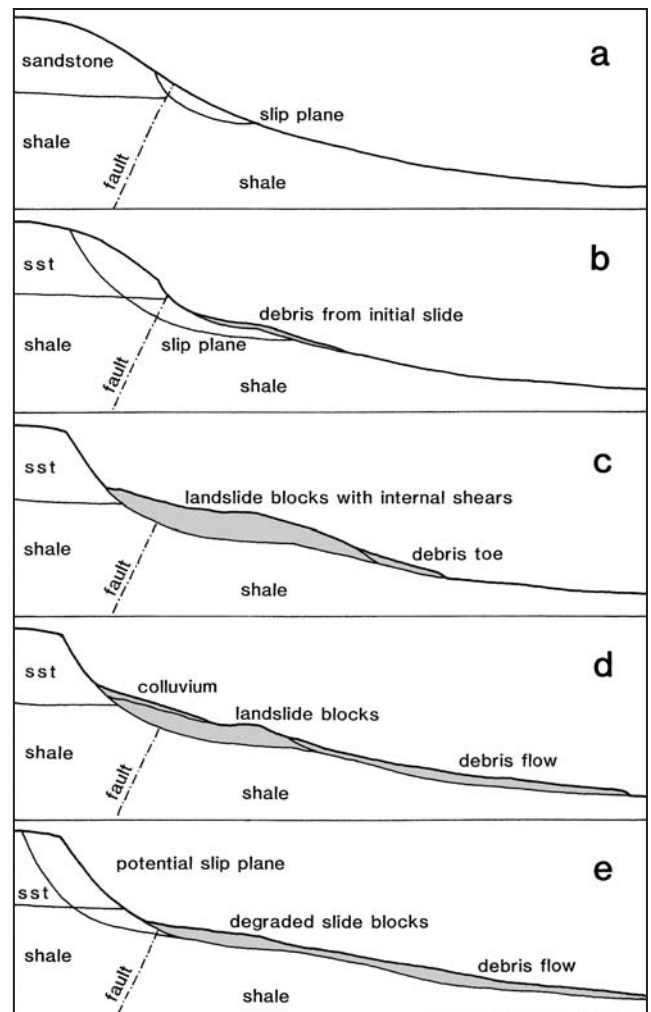 a
sandstone
slip plane
shale
fault
shale
b
sst
debris from initial slide
shale
slip plane
fault
shale
c
sst
landslide blocks with internal shears
debris toe
shale
fault
shale
d
sst
colluvium
landslide blocks
debris flow
shale
fault
shale
e
potential slip plane
sst
degraded slide blocks
debris flow
shale
fault
shale